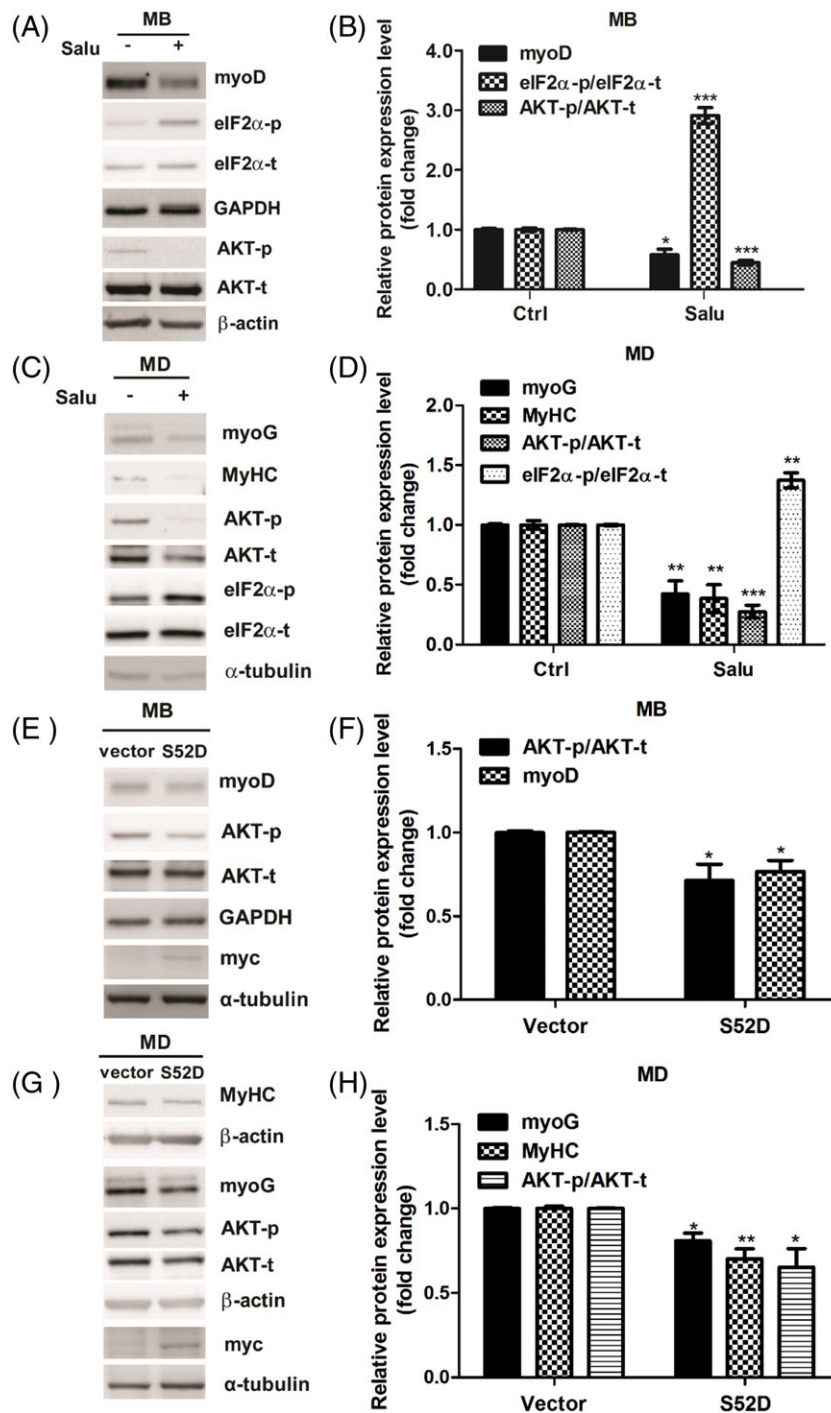 (A)
MB
Salu - +
myoD
eIF2α-p
eIF2α-t
GAPDH
AKT-p
AKT-t
β-actin
(B)
MB
myoD
eIF2α-p/eIF2α-t
AKT-p/AKT-t
Relative protein expression level
(fold change)
4.0
3.0
2.0
1.0
0.0
* *** ***
Ctrl Salu
(C)
MD
Salu - +
myoG
MyHC
AKT-p
AKT-t
eIF2α-p
eIF2α-t
α-tubulin
(D)
MD
myoG
MyHC
AKT-p/AKT-t
eIF2α-p/eIF2α-t
Relative protein expression level
(fold change)
2.0
1.5
1.0
0.5
0.0
** ** *** **
Ctrl Salu
(E)
MB
vector S52D
myoD
AKT-p
AKT-t
GAPDH
myc
α-tubulin
(F)
MB
AKT-p/AKT-t
myoD
Relative protein expression level
(fold change)
1.5
1.0
0.5
0.0
* *
Vector S52D
(G )
MD
vector S52D
MyHC
β-actin
myoG
AKT-p
AKT-t
β-actin
myc
α-tubulin
(H)
MD
myoG
MyHC
AKT-p/AKT-t
Relative protein expression level
(fold change)
1.5
1.0
0.5
0.0
* ** *
Vector S52D